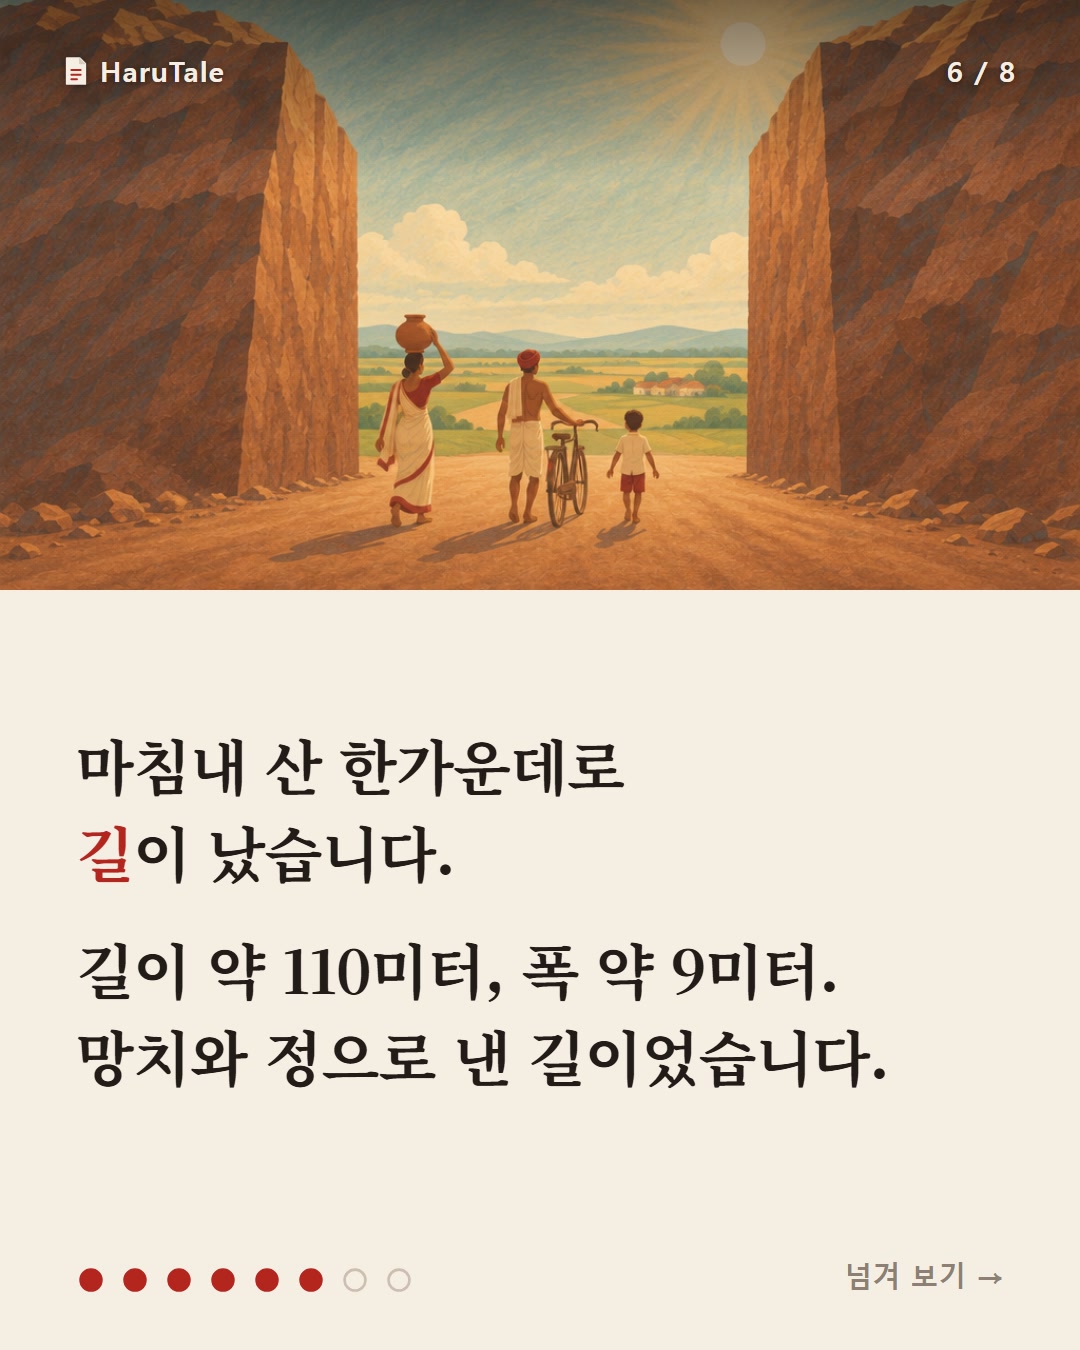 HaruTale
6 / 8
마침내 산 한가운데로
길이 났습니다.
길이 약 110미터, 폭 약 9미터.
망치와 정으로 낸 길이었습니다.
넘겨 보기 →